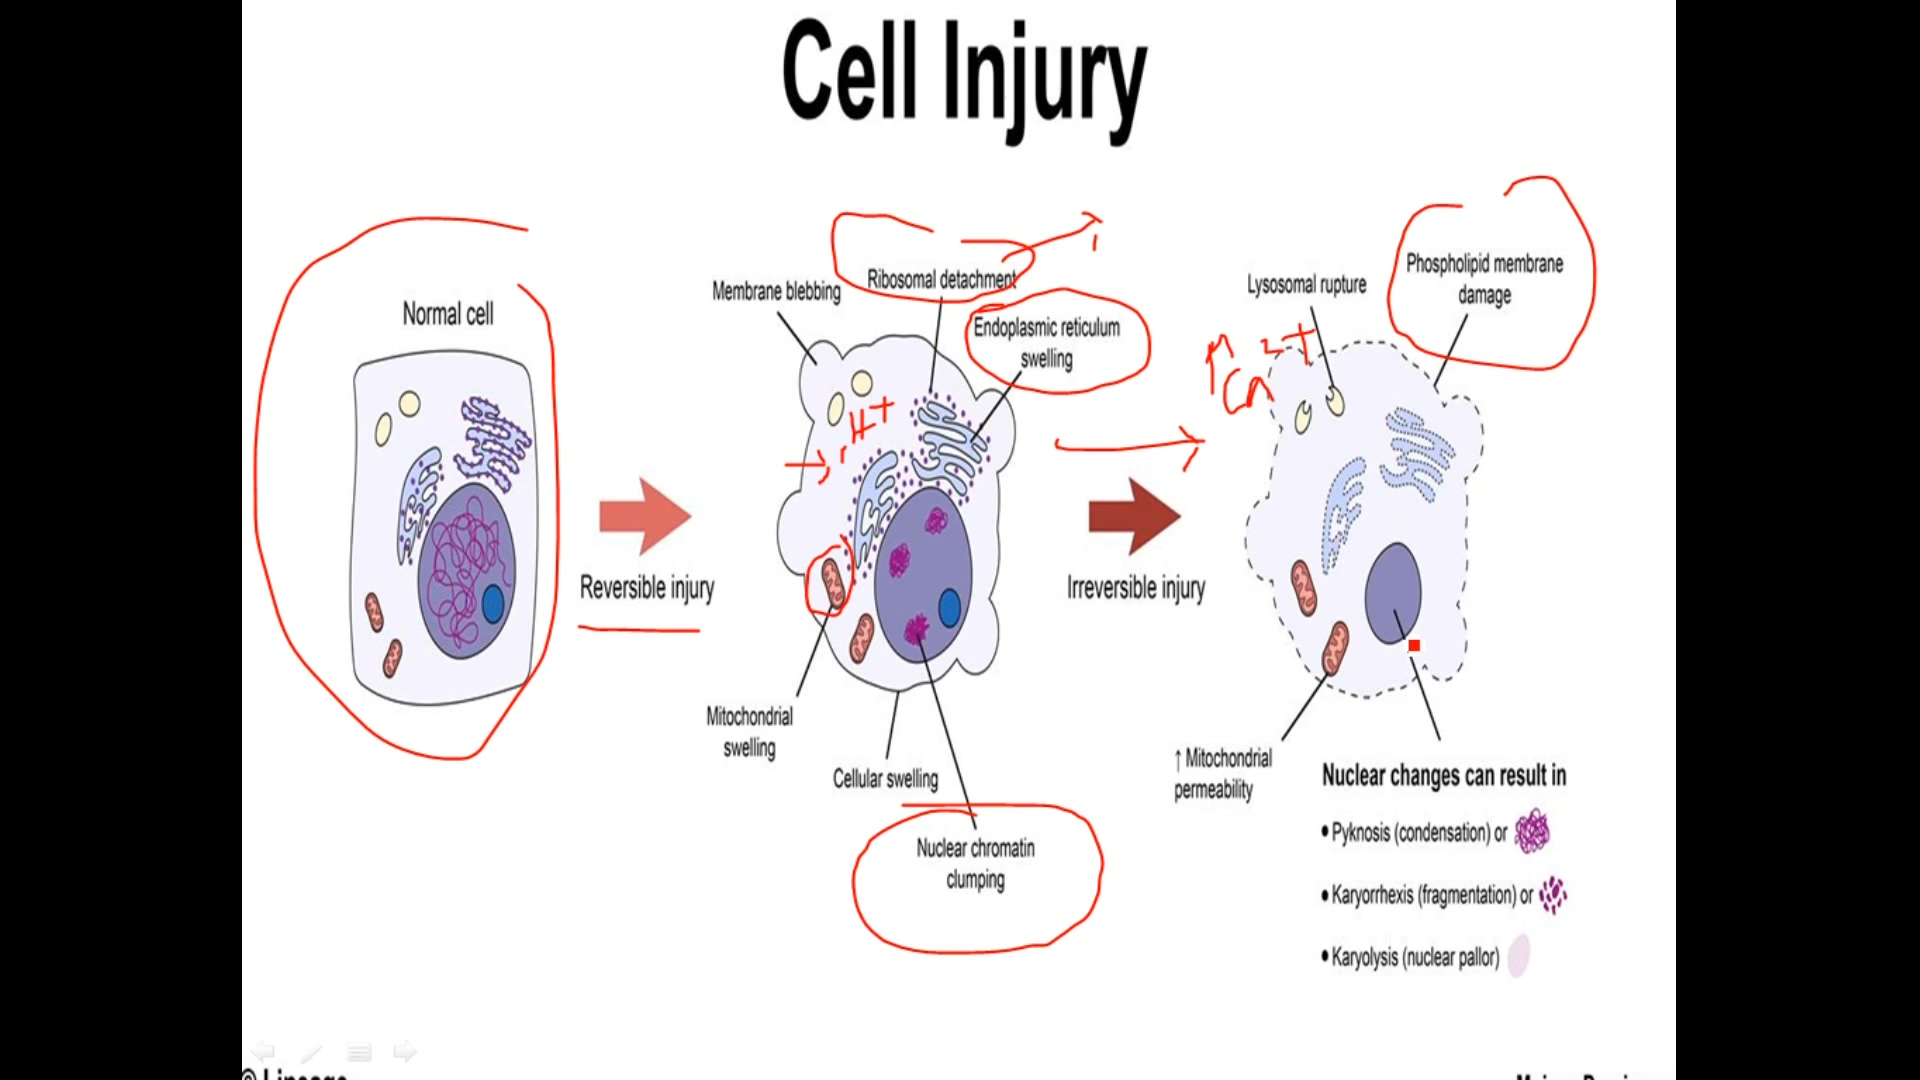 Cell Injury
Normal cell
Reversible injury
Membrane blebbing
Ribosomal detachment
Endoplasmic reticulum
swelling
H+
Mitochondrial
swelling
Cellular swelling
Nuclear chromatin
clumping
Irreversible injury
Lysosomal rupture
Phospholipid membrane
damage
↑ Ca 2+
↑ Mitochondrial
permeability
Nuclear changes can result in
• Pyknosis (condensation) or
• Karyorrhexis (fragmentation) or
• Karyolysis (nuclear pallor)